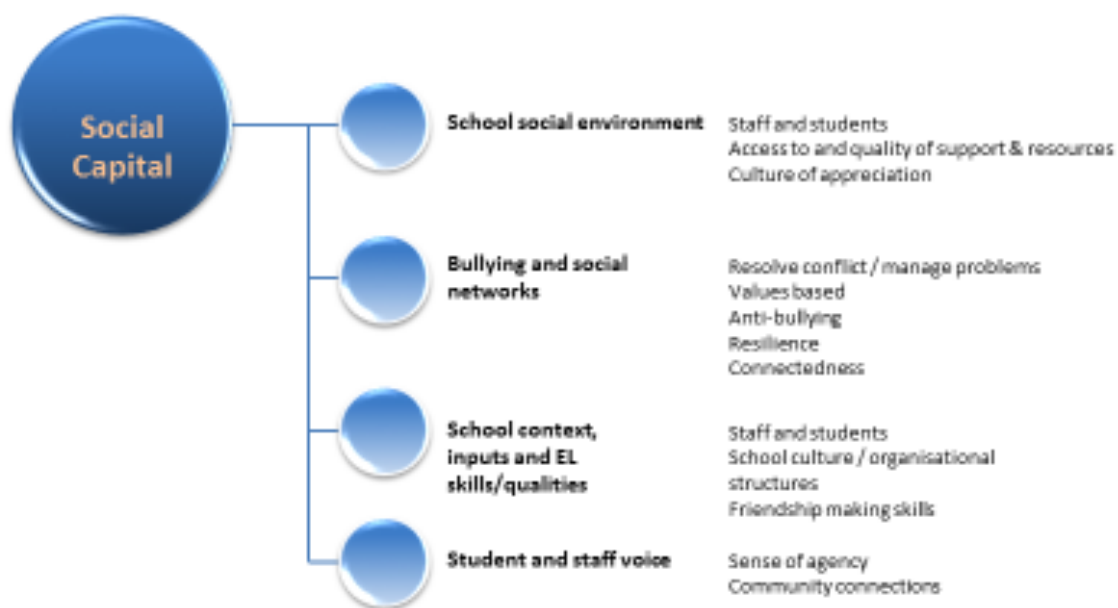 Social
Capital
School social environment
Staff and students
Access to and quality of support & resources
Culture of appreciation
Bullying and social
networks
Resolve conflict / manage problems
Values based
Anti-bullying
Resilience
Connectedness
School context,
inputs and EL
skills/qualities
Staff and students
School culture / organisational
structures
Friendship making skills
Student and staff voice
Sense of agency
Community connections